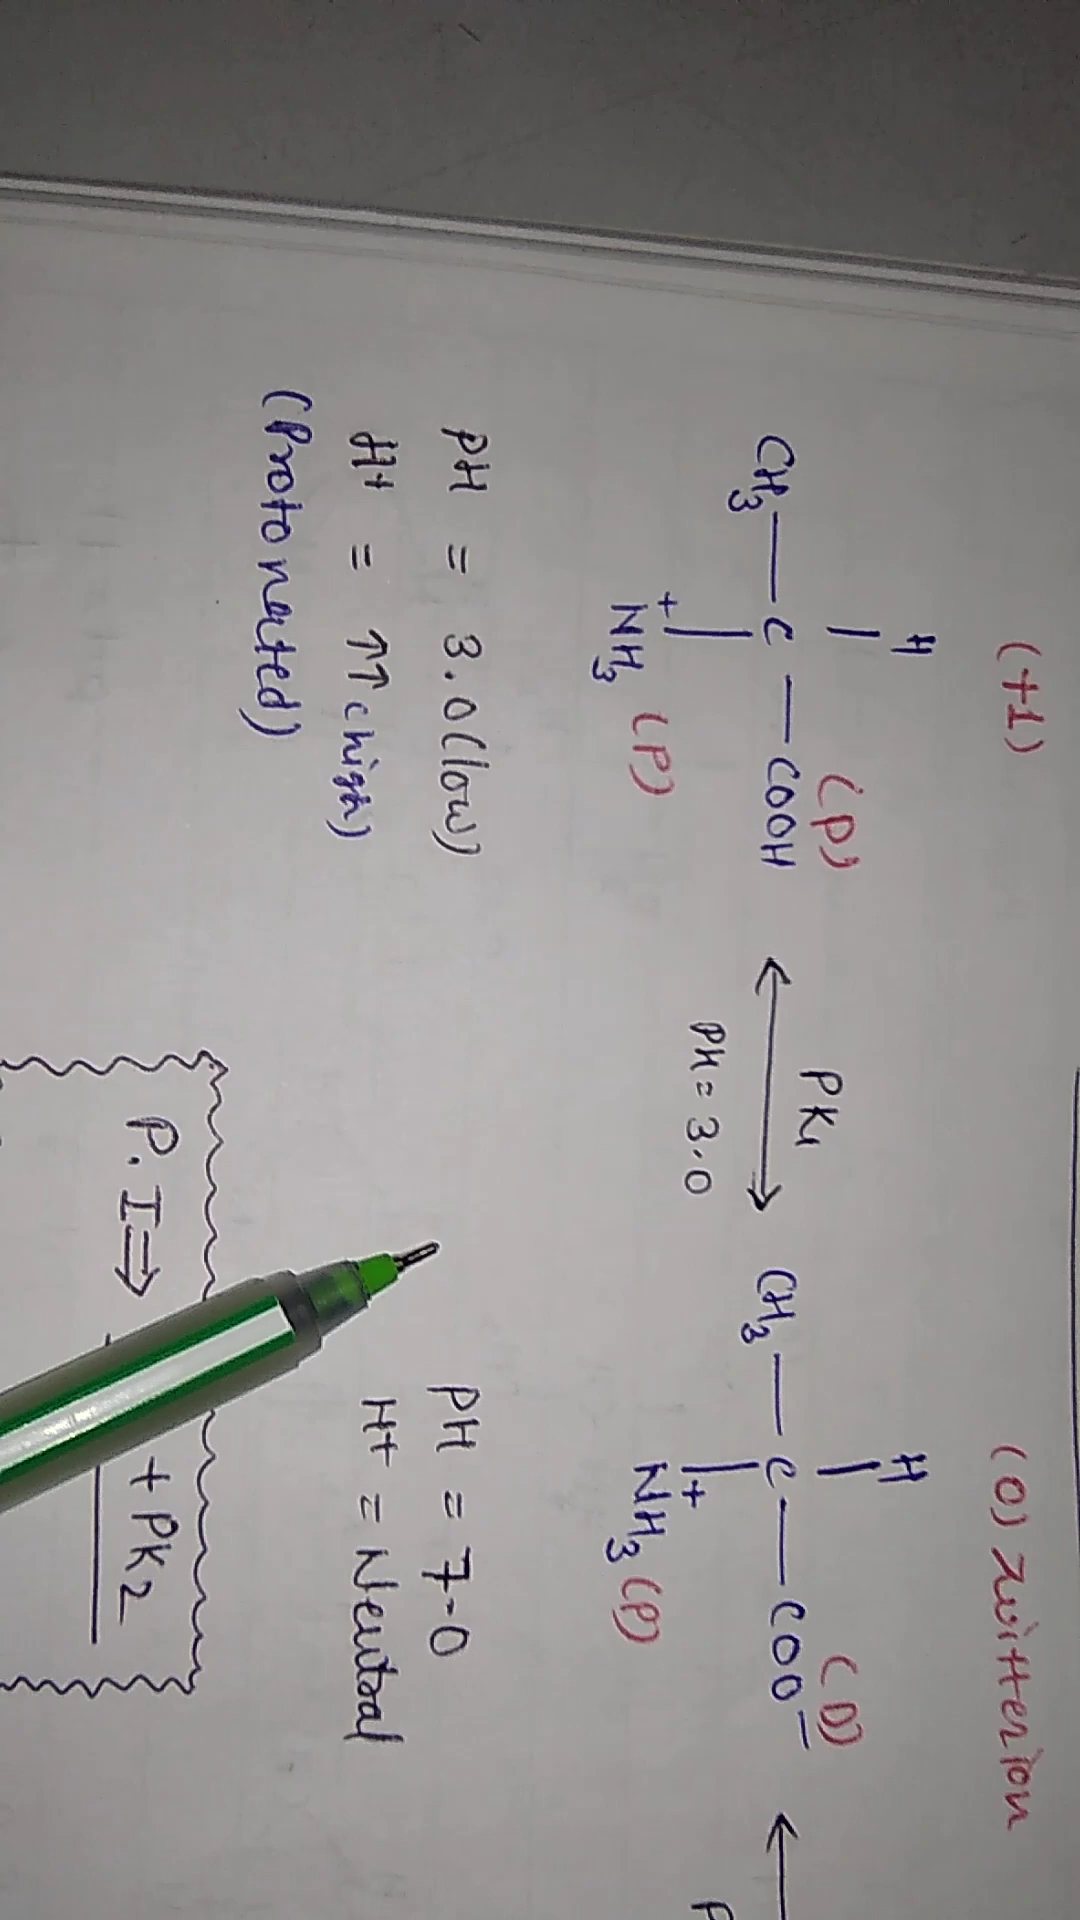 (+1)
(0) zwitterion
H
(P)
H
(D)
CH3 — C — COOH
PK1
CH3 — C — COO⁻
PH = 3.0
+
NH3 (P)
+
NH3 (P)
PH = 3.0 (low)
PH = 7.0
H+ = ↑↑ (high)
H+ = Neutral
(Protonated)
P.I ⇒ + PK2